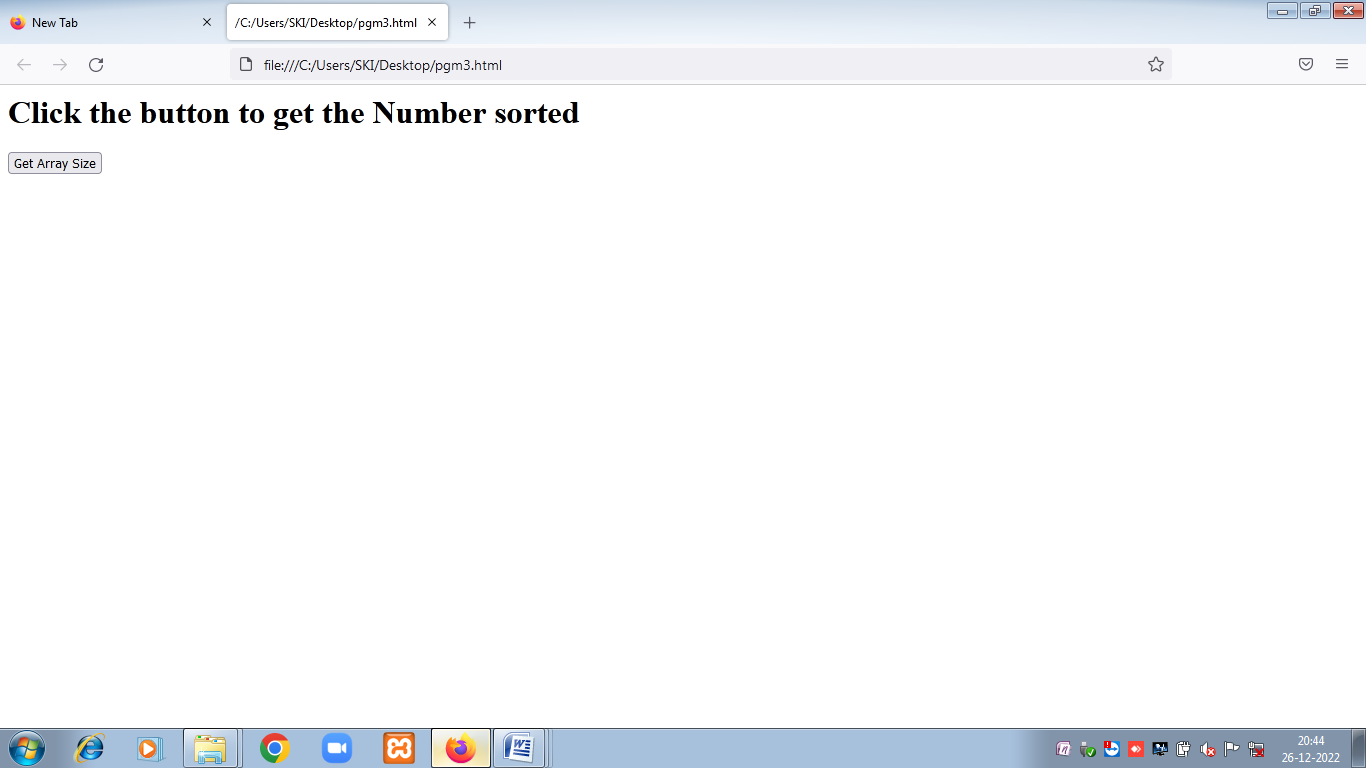 New Tab
/C:/Users/SKI/Desktop/pgm3.html
file:///C:/Users/SKI/Desktop/pgm3.html
Click the button to get the Number sorted
Get Array Size
20:44
26-12-2022